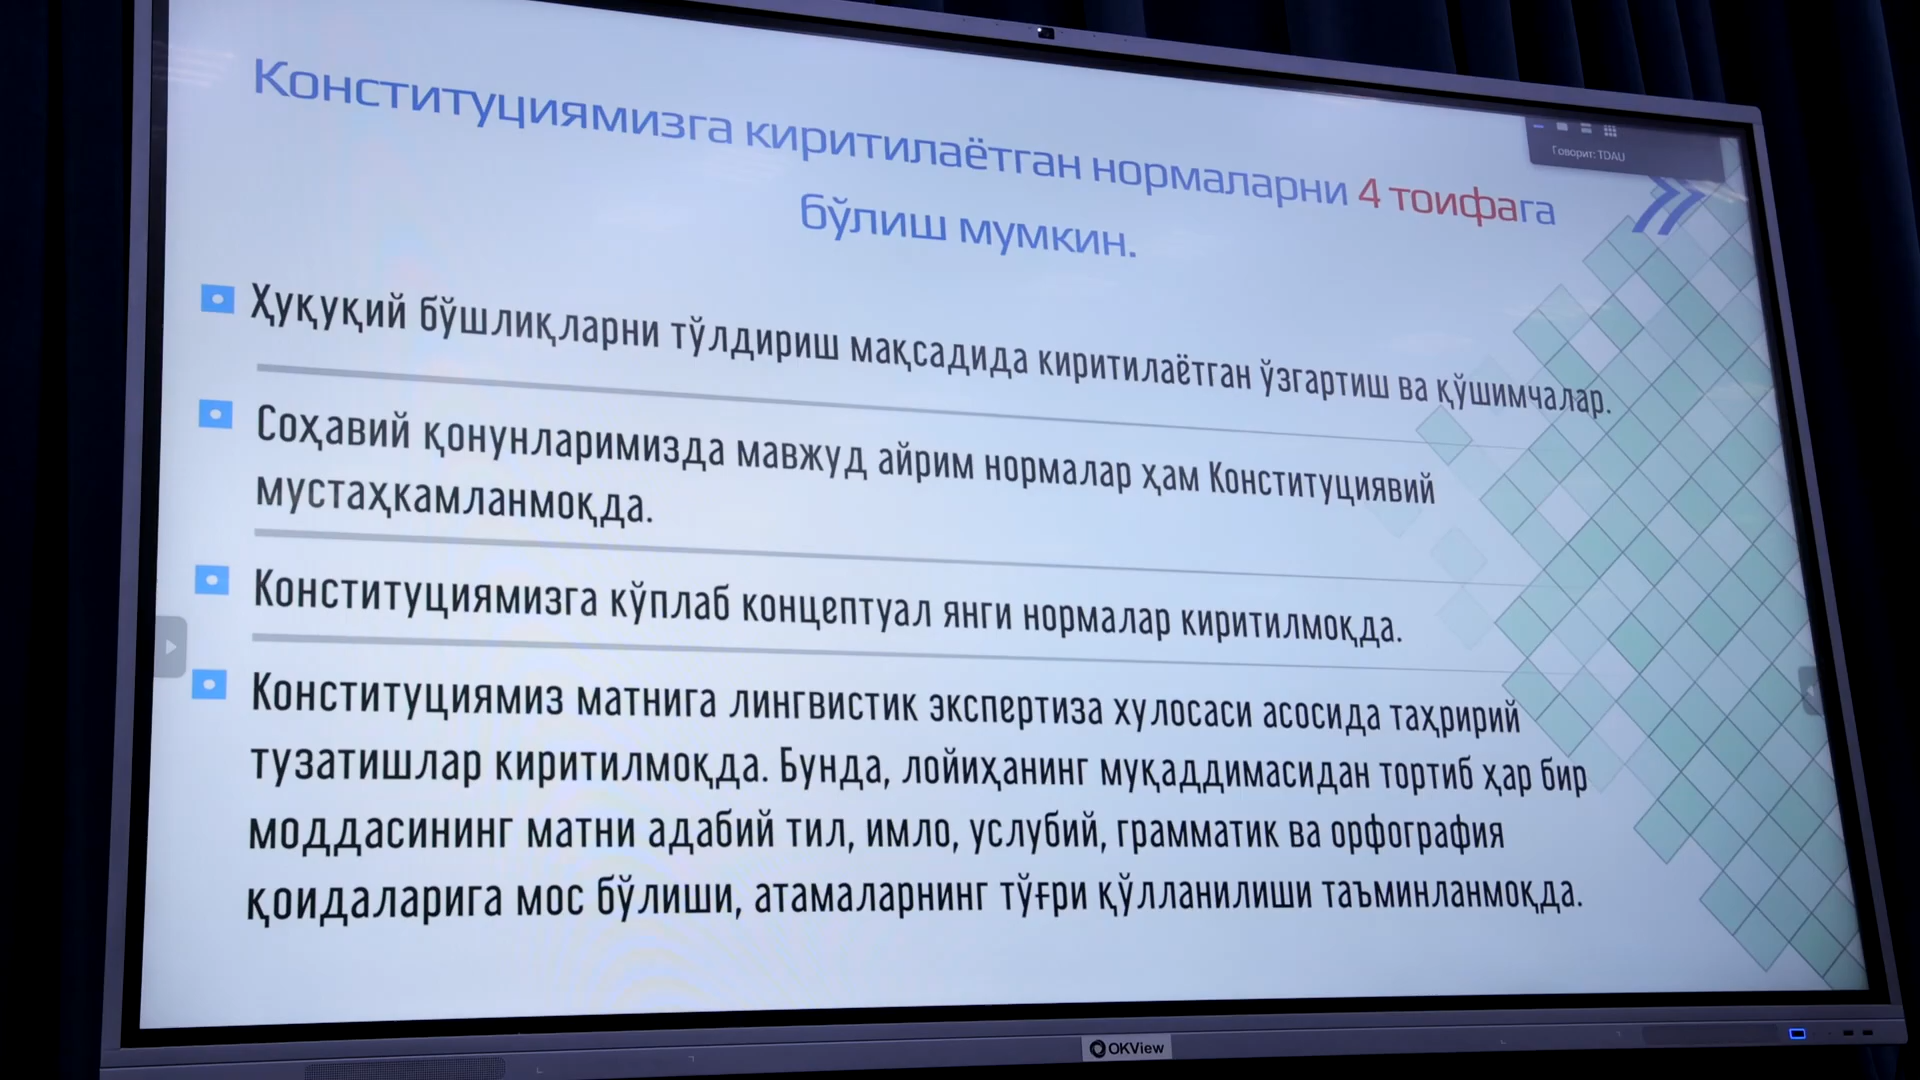 Конституциямизга киритилаётган нормаларни 4 тоифага
бўлиш мумкин.
Говорит: TDAU
Ҳуқуқий бўшлиқларни тўлдириш мақсадида киритилаётган ўзгартиш ва қўшимчалар.
Соҳавий қонунларимизда мавжуд айрим нормалар ҳам Конституциявий
мустаҳкамланмоқда.
Конституциямизга кўплаб концептуал янги нормалар киритилмоқда.
Конституциямиз матнига лингвистик экспертиза хулосаси асосида таҳририй
тузатишлар киритилмоқда. Бунда, лойиҳанинг муқаддимасидан тортиб ҳар бир
моддасининг матни адабий тил, имло, услубий, грамматик ва орфография
қоидаларига мос бўлиши, атамаларнинг тўғри қўлланилиши таъминланмоқда.
OKView